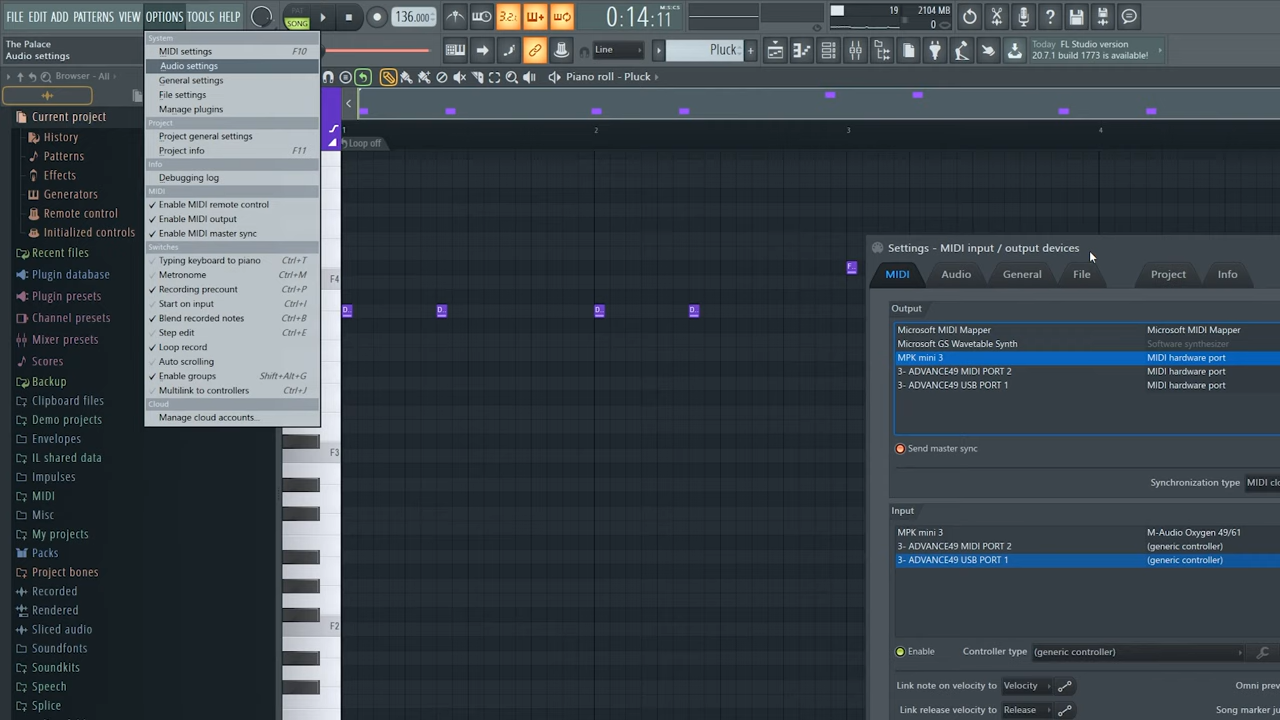 FILE EDIT ADD PATTERNS VIEW OPTIONS TOOLS HELP
PAT
SONG
136.000
3.2:
0:14:11
M:S:CS
19
2104 MB
0
The Palace
Audio settings
Line
Pluck
Today FL Studio version
20.7.1 build 1773 is available!
Browser - All
Piano roll - Pluck
System
MIDI settings F10
Audio settings
General settings
File settings
Manage plugins
Project
Project general settings
Project info F11
Info
Debugging log
MIDI
Enable MIDI remote control
Enable MIDI output
Enable MIDI master sync
Switches
Typing keyboard to piano Ctrl+T
Metronome Ctrl+M
Recording precount Ctrl+P
Start on input Ctrl+I
Blend recorded notes Ctrl+B
Step edit Ctrl+E
Loop record
Auto scrolling
Enable groups Shift+Alt+G
Multilink to controllers Ctrl+J
Cloud
Manage cloud accounts...
Current project
History
Patterns
Effects
Generators
Remote control
Initialized controls
Recent files
Plugin database
Plugin presets
Channel presets
Mixer presets
Scores
Backup
Clipboard files
Demo projects
Envelopes
IL shared data
Impulses
MIDI
Misc
My projects
Packs
Project bones
Recorded
Rendered
Sliced audio
Soundfonts
Soundkits
Splice
1 2 3 4
Loop off
F4
F3
F2
F
D D D D
Settings - MIDI input / output devices
MIDI Audio General File Project Info
Output
Microsoft MIDI Mapper Microsoft MIDI Mapper
Microsoft GS Wavetable Synth Software synthesizer
MPK mini 3 MIDI hardware port
3- ADVANCE49 MIDI PORT 2 MIDI hardware port
3- ADVANCE49 USB PORT 1 MIDI hardware port
Send master sync
Synchronization type MIDI clo
Input
MPK mini 3 M-Audio Oxygen 49/61
3- ADVANCE49 MIDI PORT 2 (generic controller)
3- ADVANCE49 USB PORT 1 (generic controller)
Enable Controller type (generic controller)
Link note on velocity to Velocity Omni prev
Link release velocity to Release Song marker ju